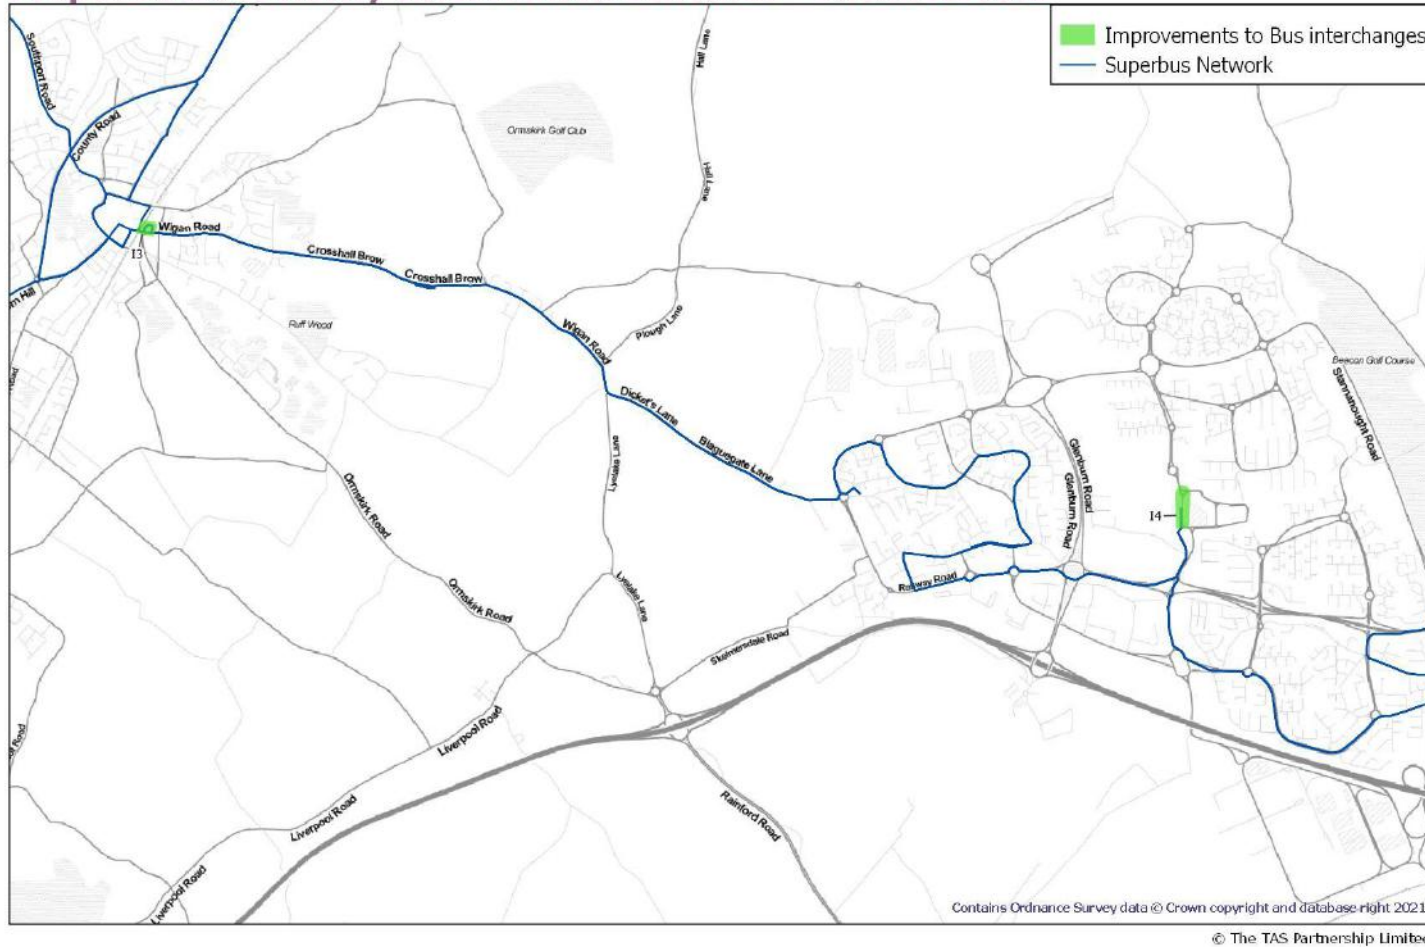 Improvements to Bus interchanges
Superbus Network
Southport Road
County Road
Hall Lane
Ormskirk Golf Club
Hall Lane
Wigan Road
I3
Crosshall Brow
Crosshall Brow
Ruff Wood
Plough Lane
Wigan Road
Beacon Golf Course
Stannanought Road
Dicket's Lane
Blaguegate Lane
Lyelake Lane
Glenburn Road
Glenburn Road
I4
Ormskirk Road
Ormskirk Road
Railway Road
Lyelake Lane
Skelmersdale Road
Liverpool Road
Liverpool Road
Rainford Road
Liverpool Road
Contains Ordnance Survey data © Crown copyright and database right 2021
© The TAS Partnership Limited